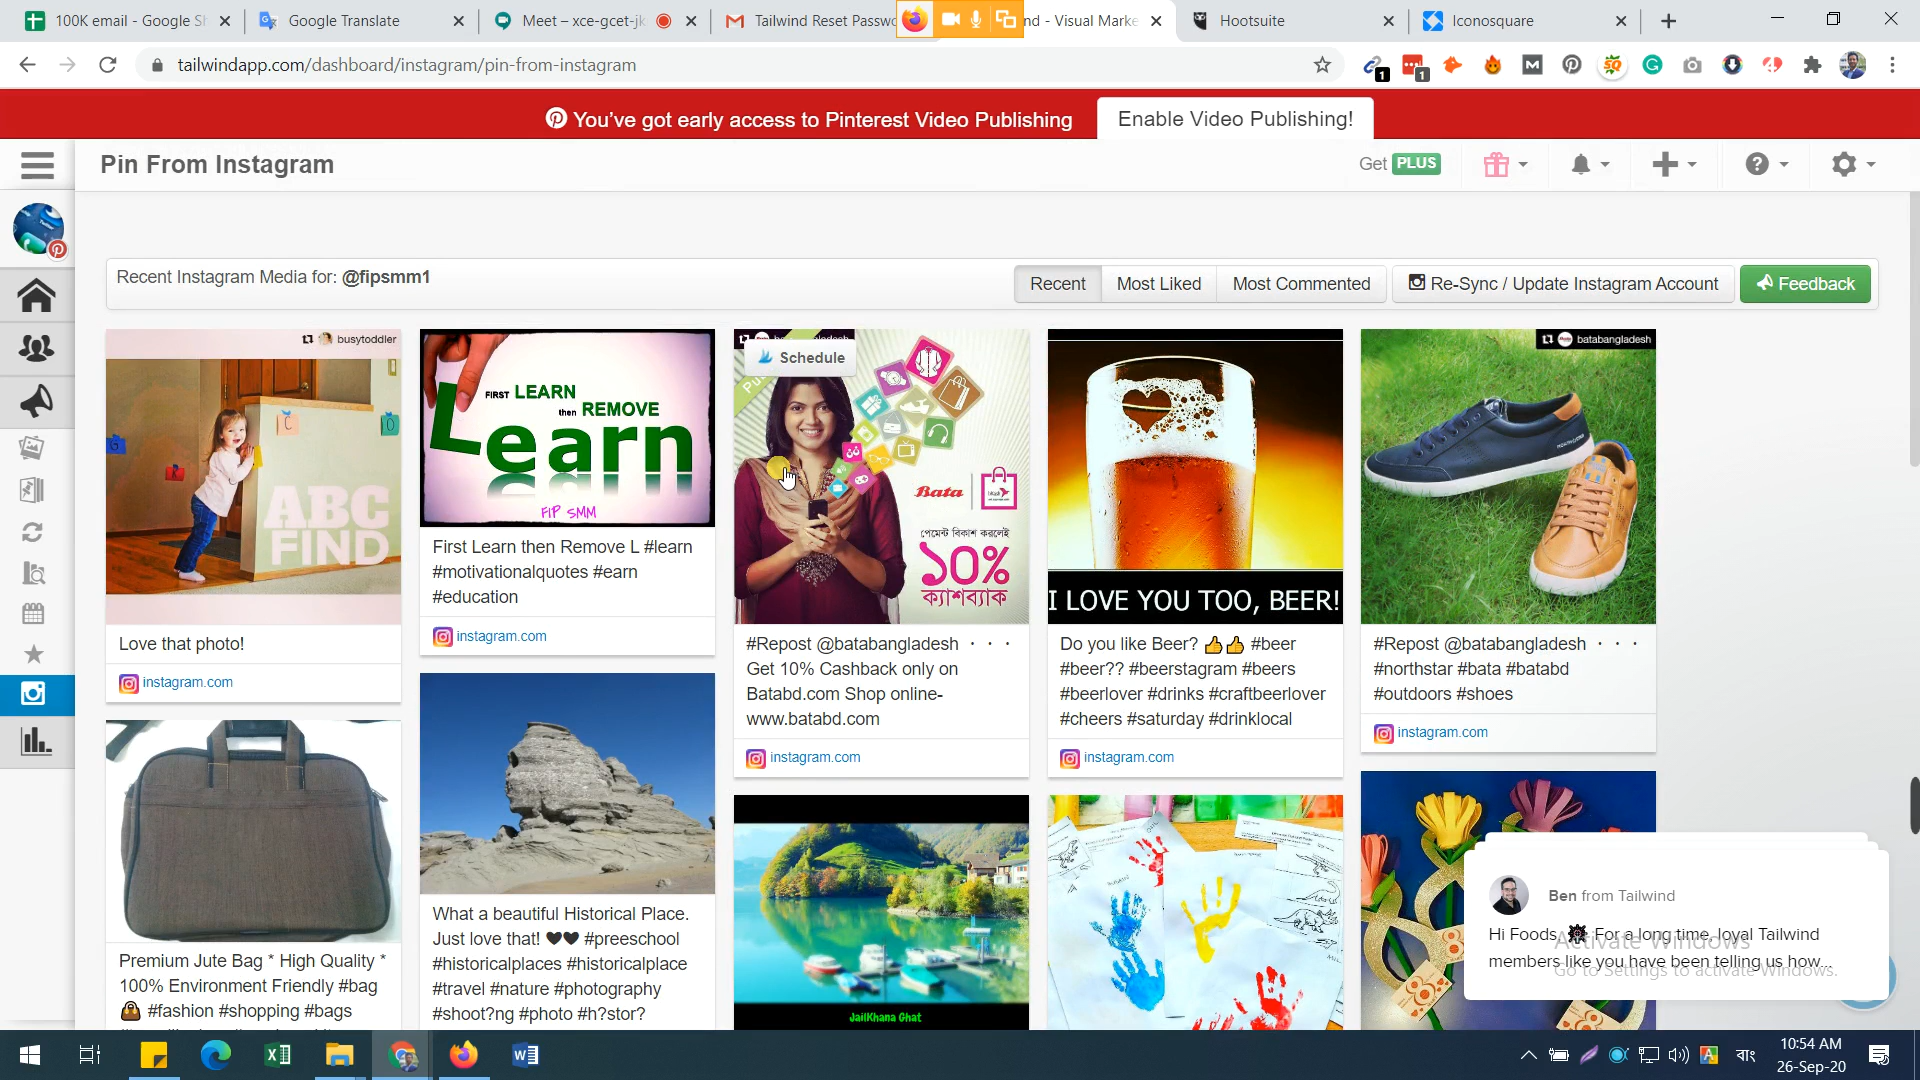 100K email - Google Sh
Google Translate
Meet – xce-gcet-jk
Tailwind Reset Passwo
nd - Visual Marke
Hootsuite
Iconosquare
tailwindapp.com/dashboard/instagram/pin-from-instagram
1
1
You've got early access to Pinterest Video Publishing
Enable Video Publishing!
Pin From Instagram
Get PLUS
Recent Instagram Media for: @fipsmm1
Recent
Most Liked
Most Commented
Re-Sync / Update Instagram Account
Feedback
busytoddler
ABC
FIND
Love that photo!
instagram.com
FIRST LEARN
then REMOVE
Learn
FIP SMM
First Learn then Remove L #learn
#motivationalquotes #earn
#education
instagram.com
Schedule
Bata
পেমেন্ট বিকাশ করলেই
১০%
ক্যাশব্যাক
#Repost @batabangladesh ・・・
Get 10% Cashback only on
Batabd.com Shop online-
www.batabd.com
instagram.com
I LOVE YOU TOO, BEER!
Do you like Beer? 👍👍 #beer
#beer?? #beerstagram #beers
#beerlover #drinks #craftbeerlover
#cheers #saturday #drinklocal
instagram.com
batabangladesh
#Repost @batabangladesh ・・・
#northstar #bata #batabd
#outdoors #shoes
instagram.com
Premium Jute Bag * High Quality *
100% Environment Friendly #bag
👜 #fashion #shopping #bags
What a beautiful Historical Place.
Just love that! 🖤🖤 #preeschool
#historicalplaces #historicalplace
#travel #nature #photography
#shoot?ng #photo #h?stor?
JailKhana Ghat
Ben from Tailwind
Hi Foods, For a long time, loyal Tailwind
members like you have been telling us how...
Activate Windows
Go to Settings to activate Windows.
বাং
10:54 AM
26-Sep-20